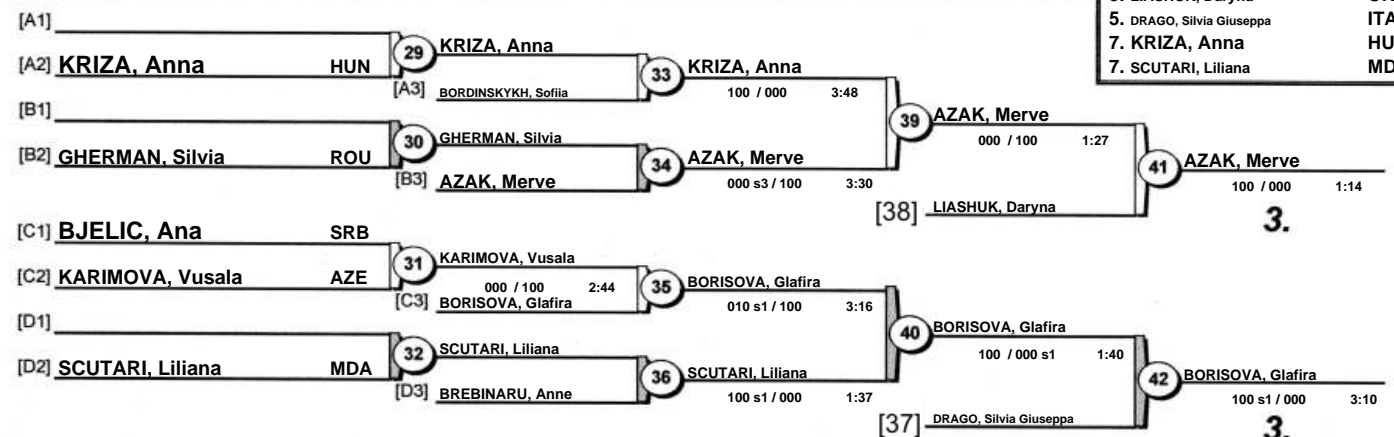 5. DRAGO, Silvia Giuseppa ITA
7. KRIZA, Anna HU
7. SCUTARI, Liliana MD
[A1]
[A2] KRIZA, Anna HUN
29
KRIZA, Anna
[A3] BORDINSKYKH, Sofiia
33
KRIZA, Anna
100 / 000 3:48
[B1]
[B2] GHERMAN, Silvia ROU
30
GHERMAN, Silvia
[B3] AZAK, Merve
34
AZAK, Merve
000 s3 / 100 3:30
39
AZAK, Merve
000 / 100 1:27
[38] LIASHUK, Daryna
41
AZAK, Merve
100 / 000 1:14
3.
[C1] BJELIC, Ana SRB
[C2] KARIMOVA, Vusala AZE
31
KARIMOVA, Vusala
000 / 100 2:44
[C3] BORISOVA, Glafira
35
BORISOVA, Glafira
010 s1 / 100 3:16
[D1]
[D2] SCUTARI, Liliana MDA
32
SCUTARI, Liliana
[D3] BREBINARU, Anne
36
SCUTARI, Liliana
100 s1 / 000 1:37
40
BORISOVA, Glafira
100 / 000 s1 1:40
[37] DRAGO, Silvia Giuseppa
42
BORISOVA, Glafira
100 s1 / 000 3:10
3.